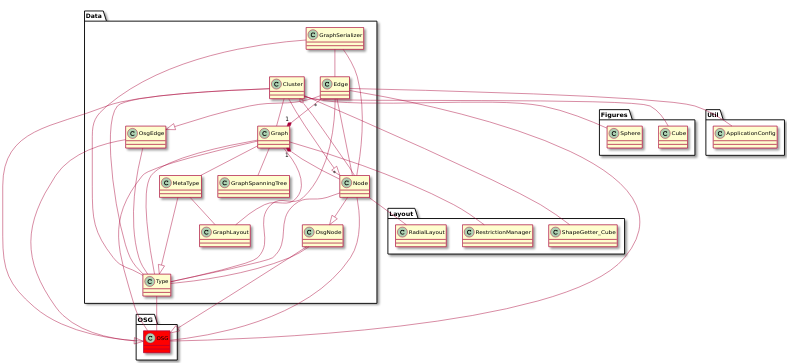 Data
C GraphSerializer
C Cluster
C Edge
Figures
Util
1
*
C OsgEdge
C Graph
C Sphere
C Cube
C ApplicationConfig
1
*
C MetaType
C GraphSpanningTree
C Node
Layout
C GraphLayout
C OsgNode
C RadialLayout
C RestrictionManager
C ShapeGetter_Cube
C Type
OSG
C OSG